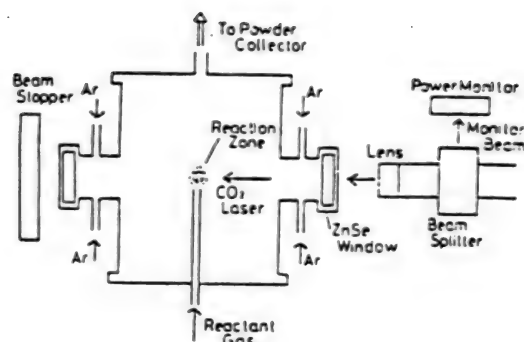 To Powder
Collector
Beam
Stopper
Ar
Ar
Power Monitor
Monitor
Beam
Reaction
Zone
Lens
CO₂
Laser
ZnSe
Window
Beam
Splitter
Ar
Ar
Reactant
Gas